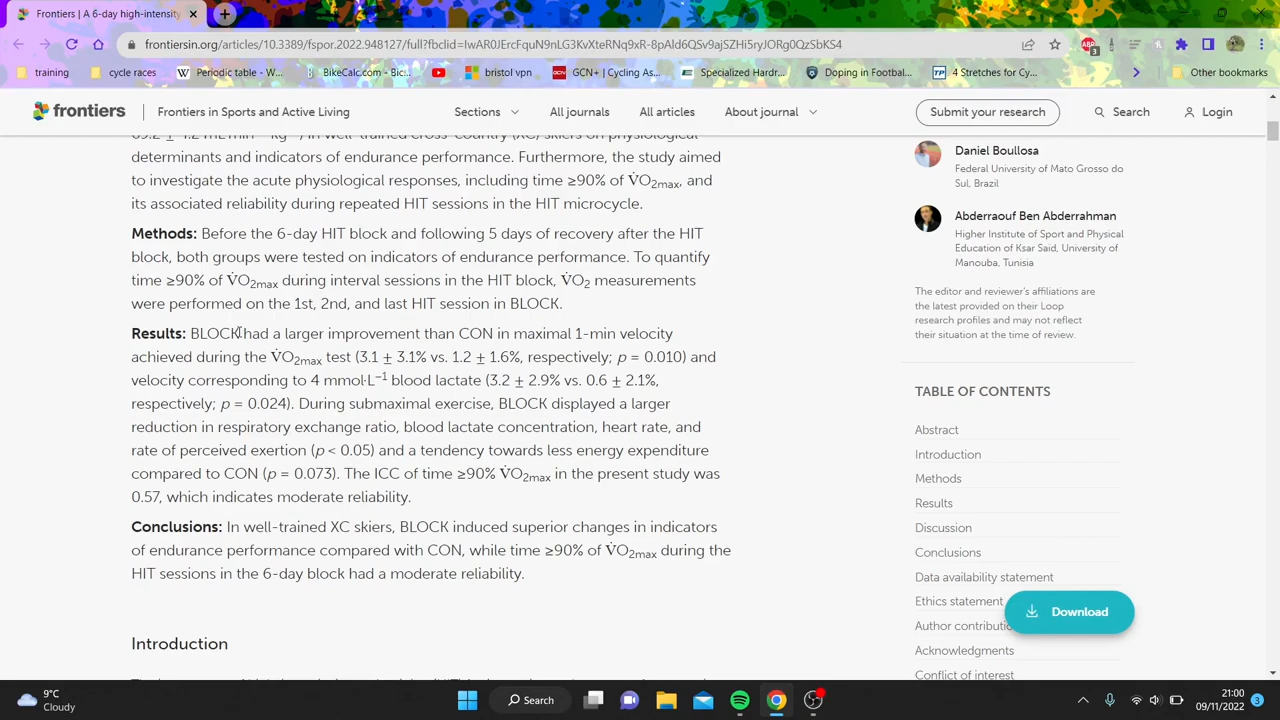 Frontiers | A 6-day high-intensity
frontiersin.org/articles/10.3389/fspor.2022.948127/full?fbclid=IwAR0JErcFquN9nLG3KvXteRNq9xR-8pAld6QSv9ajSZHi5ryJORg0QzSbKS4
training
cycle races
Periodic table - W...
BikeCalc.com - Bic...
bristol vpn
GCN+ | Cycling As...
Specialized Hardr...
Doping in Footbal...
4 Stretches for Cy...
Other bookmarks
frontiers
Frontiers in Sports and Active Living
Sections
All journals
All articles
About journal
Submit your research
Search
Login
determinants and indicators of endurance performance. Furthermore, the study aimed
to investigate the acute physiological responses, including time ≥90% of V̇O2max, and
its associated reliability during repeated HIT sessions in the HIT microcycle.
Methods: Before the 6-day HIT block and following 5 days of recovery after the HIT
block, both groups were tested on indicators of endurance performance. To quantify
time ≥90% of V̇O2max during interval sessions in the HIT block, V̇O2 measurements
were performed on the 1st, 2nd, and last HIT session in BLOCK.
Results: BLOCK had a larger improvement than CON in maximal 1-min velocity
achieved during the V̇O2max test (3.1 ± 3.1% vs. 1.2 ± 1.6%, respectively; p = 0.010) and
velocity corresponding to 4 mmol·L−1 blood lactate (3.2 ± 2.9% vs. 0.6 ± 2.1%,
respectively; p = 0.024). During submaximal exercise, BLOCK displayed a larger
reduction in respiratory exchange ratio, blood lactate concentration, heart rate, and
rate of perceived exertion (p < 0.05) and a tendency towards less energy expenditure
compared to CON (p = 0.073). The ICC of time ≥90% V̇O2max in the present study was
0.57, which indicates moderate reliability.
Conclusions: In well-trained XC skiers, BLOCK induced superior changes in indicators
of endurance performance compared with CON, while time ≥90% of V̇O2max during the
HIT sessions in the 6-day block had a moderate reliability.
Introduction
Daniel Boullosa
Federal University of Mato Grosso do
Sul, Brazil
Abderraouf Ben Abderrahman
Higher Institute of Sport and Physical
Education of Ksar Said, University of
Manouba, Tunisia
The editor and reviewer's affiliations are
the latest provided on their Loop
research profiles and may not reflect
their situation at the time of review.
TABLE OF CONTENTS
Abstract
Introduction
Methods
Results
Discussion
Conclusions
Data availability statement
Ethics statement
Author contributio
Acknowledgments
Conflict of interest
Download
9°C
Cloudy
Search
21:00
09/11/2022
3